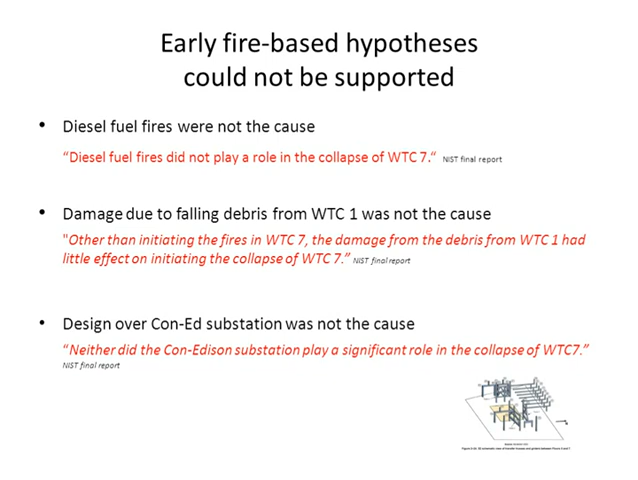 Early fire-based hypotheses
could not be supported
• Diesel fuel fires were not the cause
“Diesel fuel fires did not play a role in the collapse of WTC 7.“ NIST final report
• Damage due to falling debris from WTC 1 was not the cause
"Other than initiating the fires in WTC 7, the damage from the debris from WTC 1 had
little effect on initiating the collapse of WTC 7.” NIST final report
• Design over Con-Ed substation was not the cause
“Neither did the Con-Edison substation play a significant role in the collapse of WTC7.”
NIST final report